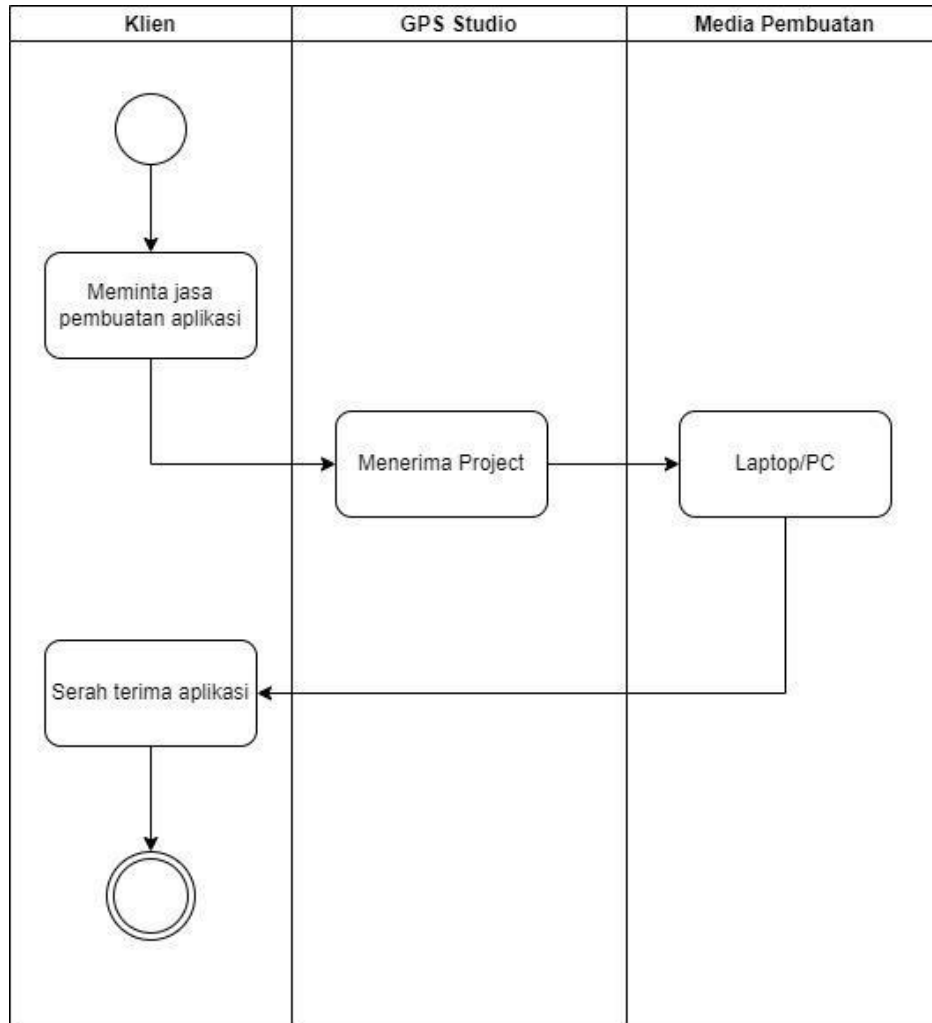 Klien
GPS Studio
Media Pembuatan
Meminta jasa
pembuatan aplikasi
Menerima Project
Laptop/PC
Serah terima aplikasi